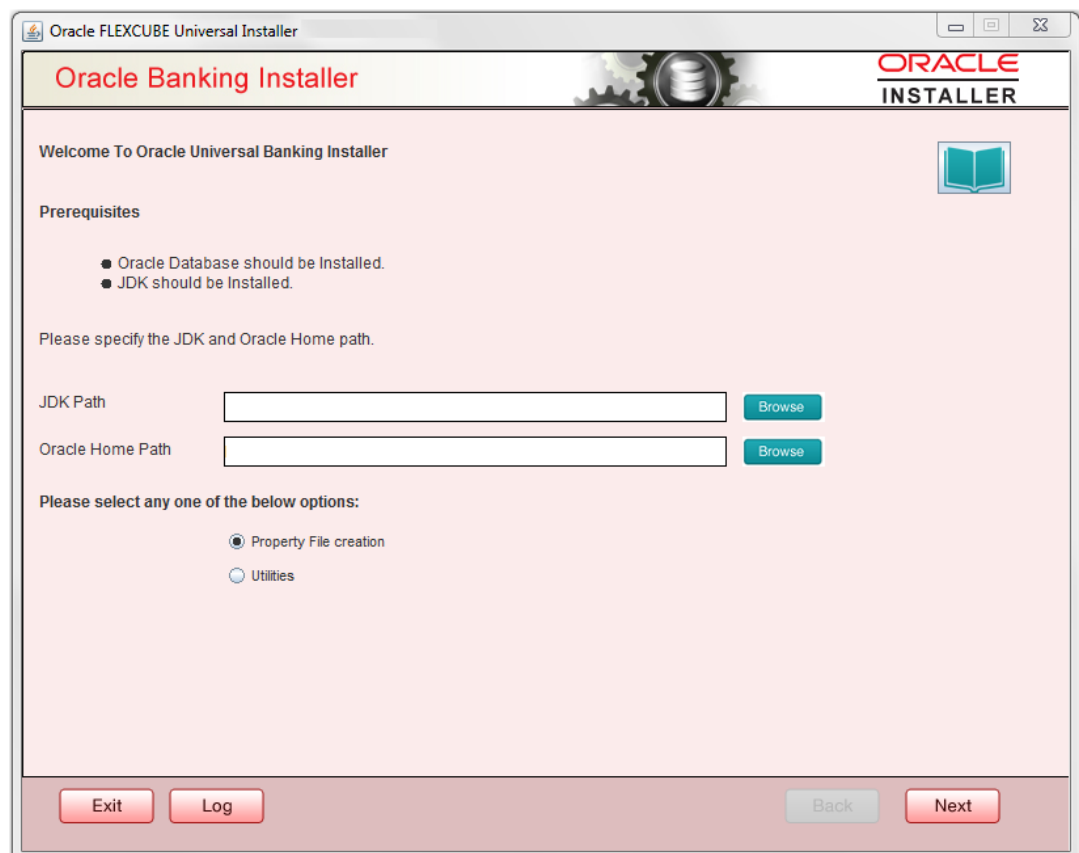 Oracle FLEXCUBE Universal Installer
Oracle Banking Installer
ORACLE
INSTALLER
Welcome To Oracle Universal Banking Installer
Prerequisites
Oracle Database should be Installed.
JDK should be Installed.
Please specify the JDK and Oracle Home path.
JDK Path
Browse
Oracle Home Path
Browse
Please select any one of the below options:
Property File creation
Utilities
Exit
Log
Back
Next